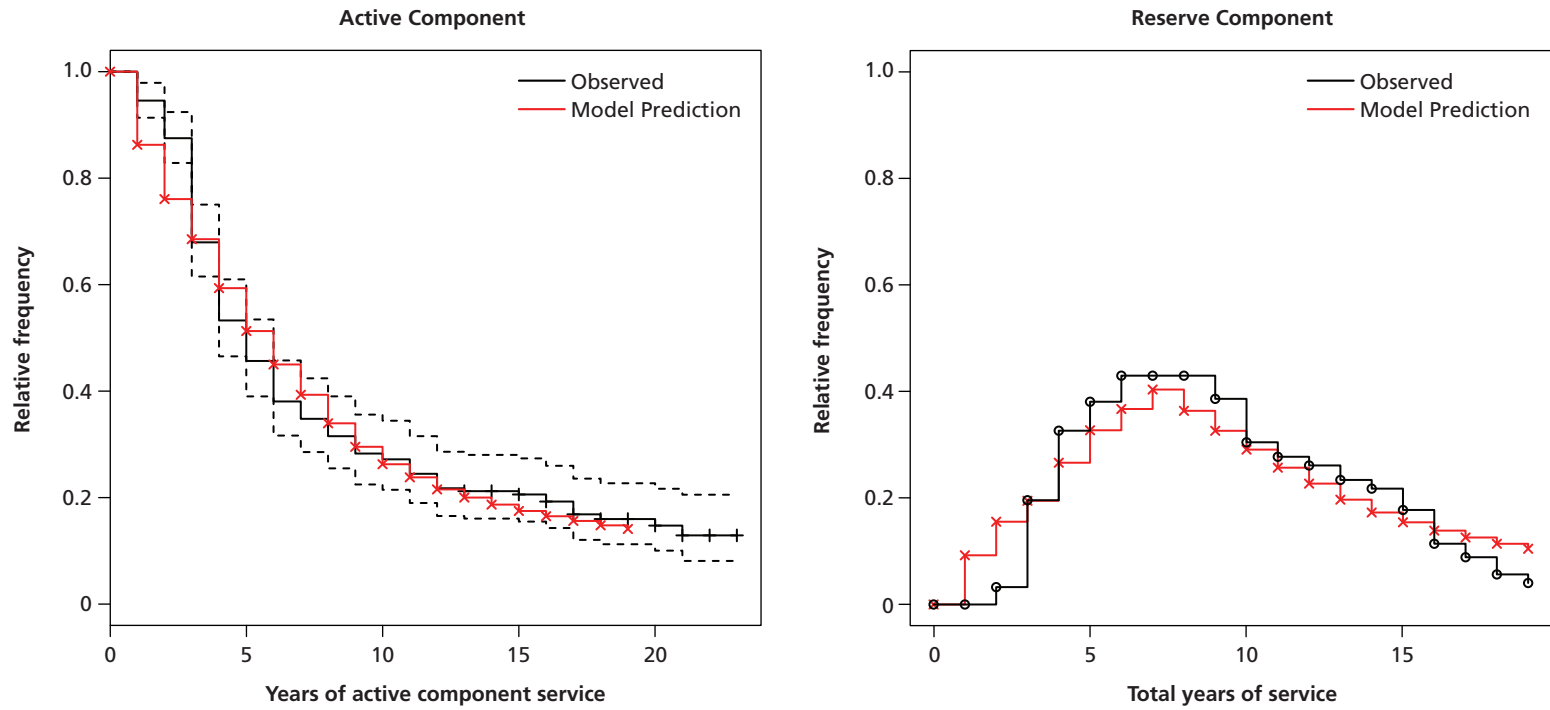 Active Component
Relative frequency
1.0
0.8
0.6
0.4
0.2
0
Observed
Model Prediction
0 5 10 15 20
Years of active component service
Reserve Component
Relative frequency
1.0
0.8
0.6
0.4
0.2
0
Observed
Model Prediction
0 5 10 15
Total years of service